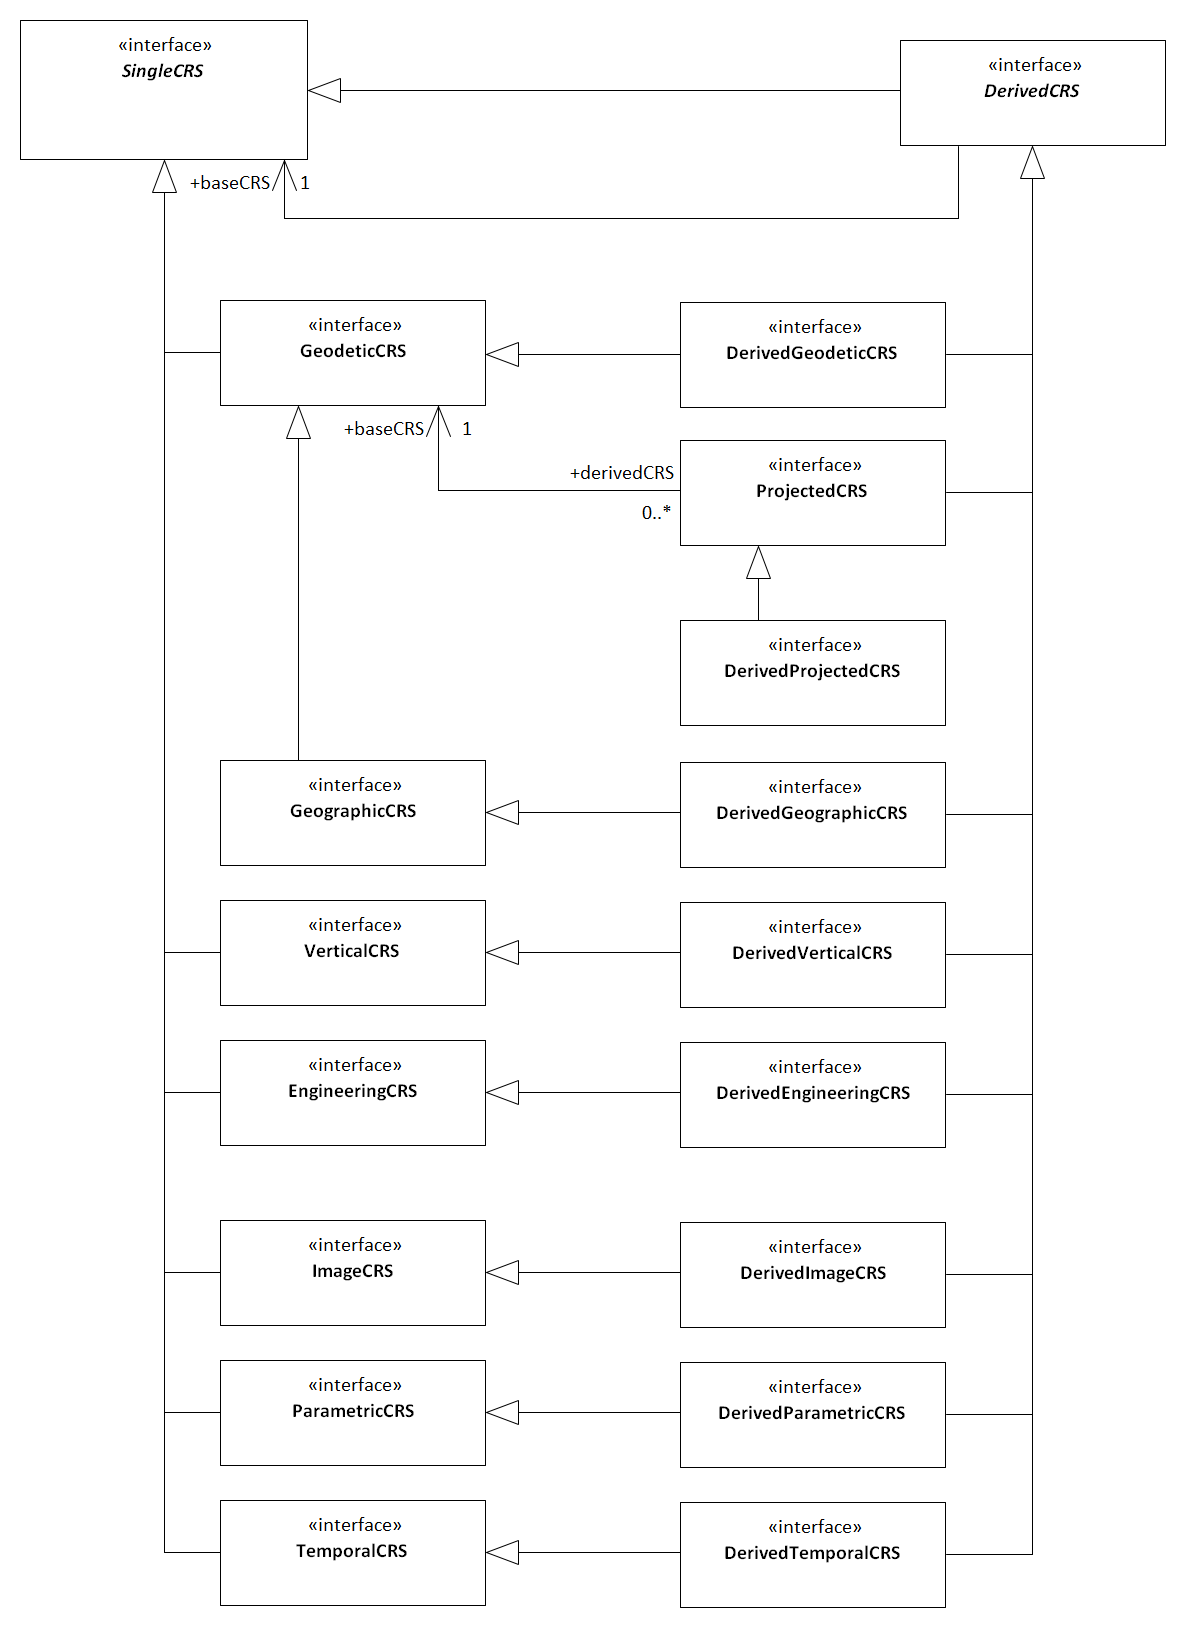 «interface»
SingleCRS
«interface»
DerivedCRS
+baseCRS
1
«interface»
GeodeticCRS
«interface»
DerivedGeodeticCRS
+baseCRS
1
+derivedCRS
0..*
«interface»
ProjectedCRS
«interface»
DerivedProjectedCRS
«interface»
GeographicCRS
«interface»
DerivedGeographicCRS
«interface»
VerticalCRS
«interface»
DerivedVerticalCRS
«interface»
EngineeringCRS
«interface»
DerivedEngineeringCRS
«interface»
ImageCRS
«interface»
DerivedImageCRS
«interface»
ParametricCRS
«interface»
DerivedParametricCRS
«interface»
TemporalCRS
«interface»
DerivedTemporalCRS